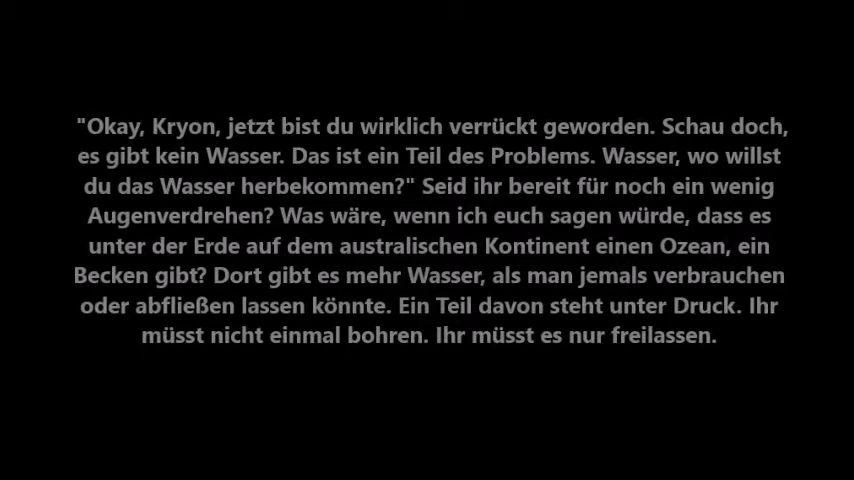 "Okay, Kryon, jetzt bist du wirklich verrückt geworden. Schau doch,
es gibt kein Wasser. Das ist ein Teil des Problems. Wasser, wo willst
du das Wasser herbekommen?" Seid ihr bereit für noch ein wenig
Augenverdrehen? Was wäre, wenn ich euch sagen würde, dass es
unter der Erde auf dem australischen Kontinent einen Ozean, ein
Becken gibt? Dort gibt es mehr Wasser, als man jemals verbrauchen
oder abfließen lassen könnte. Ein Teil davon steht unter Druck. Ihr
müsst nicht einmal bohren. Ihr müsst es nur freilassen.